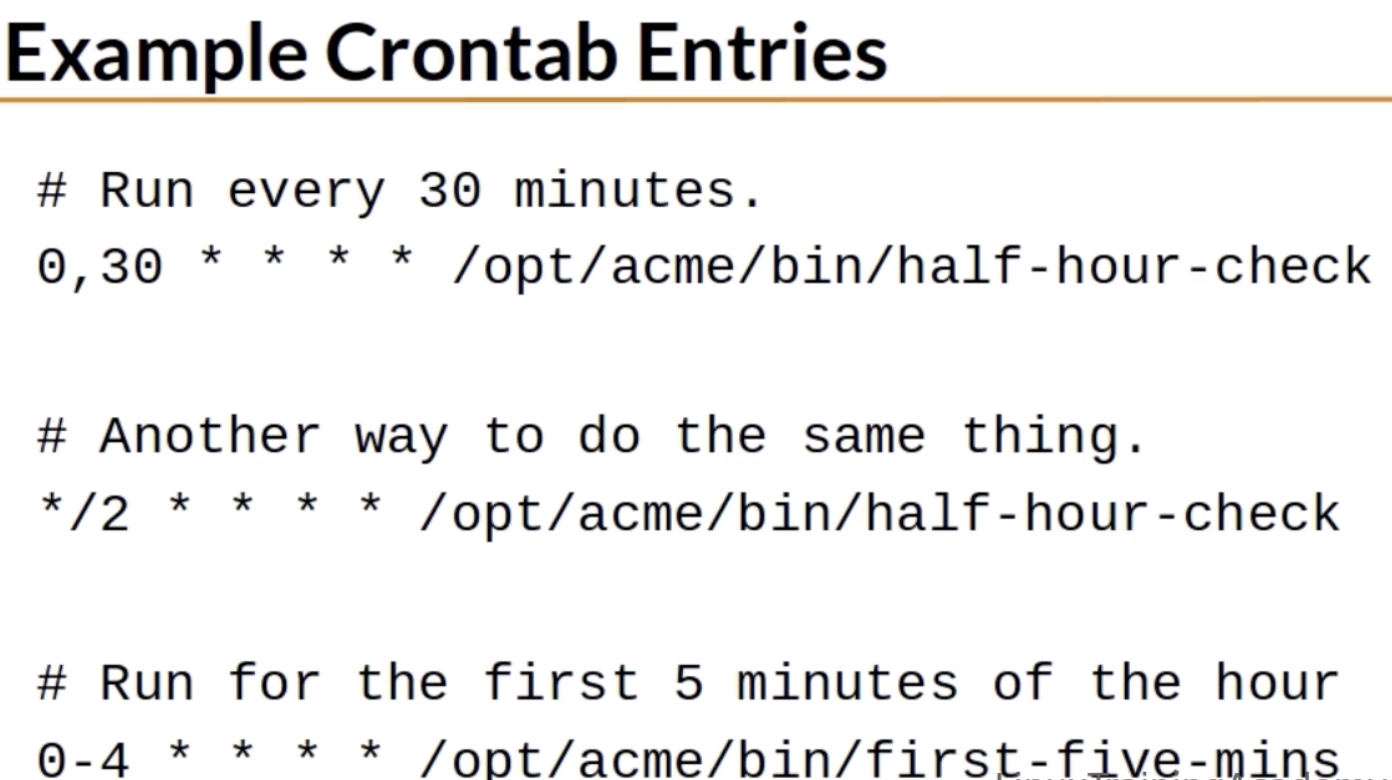 Example Crontab Entries
# Run every 30 minutes.
0,30 * * * * /opt/acme/bin/half-hour-check
# Another way to do the same thing.
*/2 * * * * /opt/acme/bin/half-hour-check
# Run for the first 5 minutes of the hour
0-4 * * * * /opt/acme/bin/first-five-mins